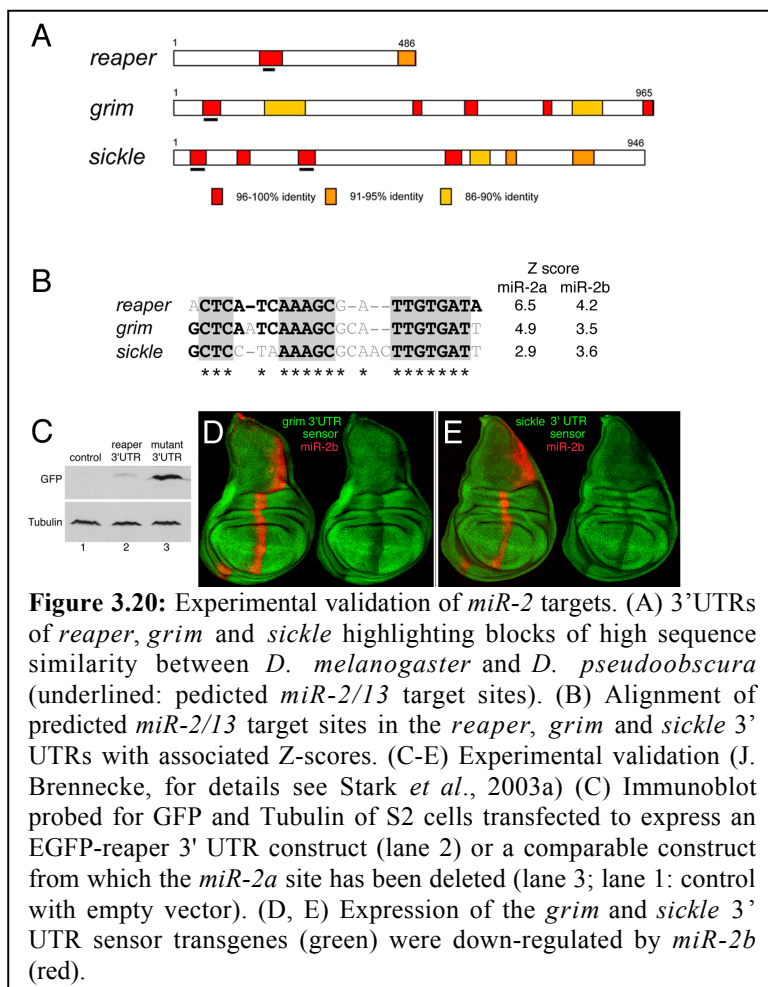 A
1 486
reaper
1 965
grim
1 946
sickle
96-100% identity 91-95% identity 86-90% identity
B
Z score
miR-2a miR-2b
reaper ACTCA-TCAAAGCG-A--TTGTGATA 6.5 4.2
grim GCTCAATCAAAGCGCA--TTGTGATT 4.9 3.5
sickle GCTCC-TAAAAGCGCAACTTGTGATT 2.9 3.6
*** * ****** * *******
C
control reaper 3'UTR mutant 3'UTR
GFP
Tubulin
1 2 3
D
grim 3'UTR
sensor
miR-2b
E
sickle 3' UTR
sensor
miR-2b
Figure 3.20: Experimental validation of miR-2 targets. (A) 3’UTRs
of reaper, grim and sickle highlighting blocks of high sequence
similarity between D. melanogaster and D. pseudoobscura
(underlined: pedicted miR-2/13 target sites). (B) Alignment of
predicted miR-2/13 target sites in the reaper, grim and sickle 3’
UTRs with associated Z-scores. (C-E) Experimental validation (J.
Brennecke, for details see Stark et al., 2003a) (C) Immunoblot
probed for GFP and Tubulin of S2 cells transfected to express an
EGFP-reaper 3' UTR construct (lane 2) or a comparable construct
from which the miR-2a site has been deleted (lane 3; lane 1: control
with empty vector). (D, E) Expression of the grim and sickle 3’
UTR sensor transgenes (green) were down-regulated by miR-2b
(red).